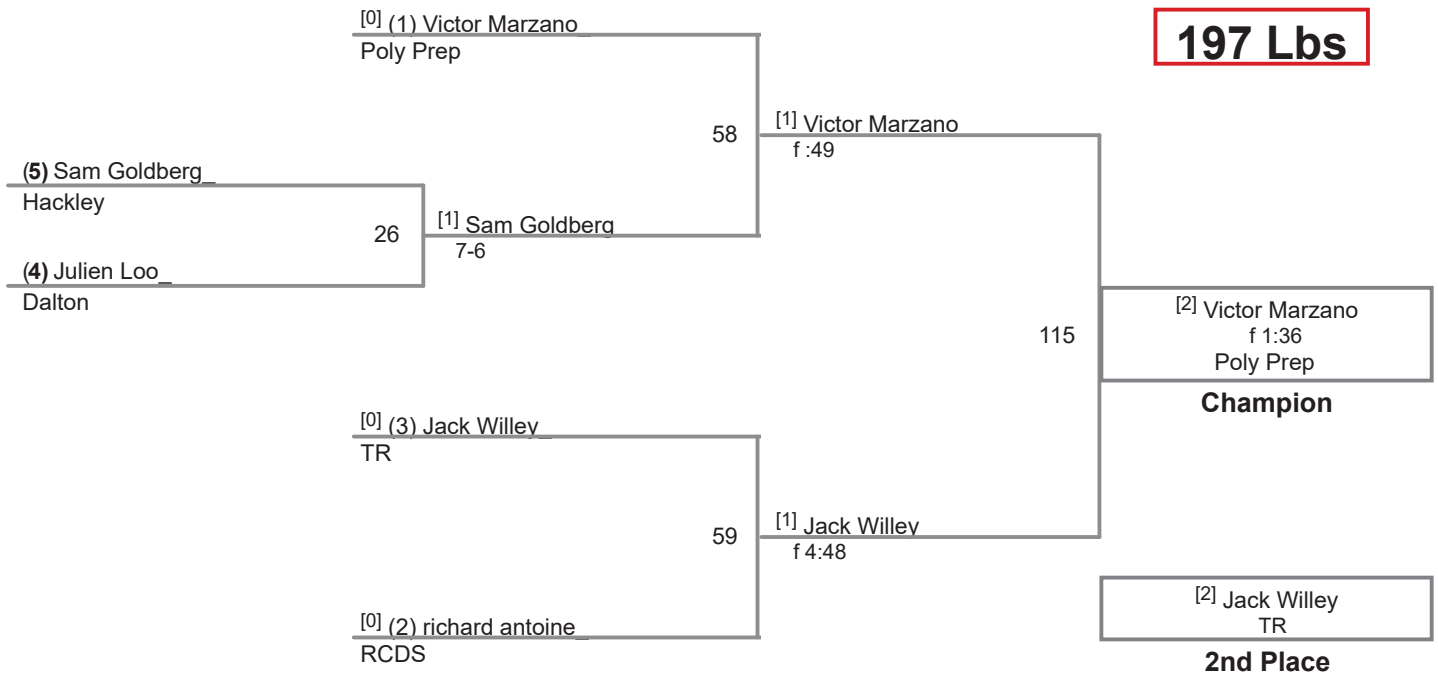 197 Lbs
[0] (1) Victor Marzano_
Poly Prep
58
[1] Victor Marzano
f :49
(5) Sam Goldberg_
Hackley
26
[1] Sam Goldberg
7-6
(4) Julien Loo_
Dalton
115
[2] Victor Marzano
f 1:36
Poly Prep
Champion
[0] (3) Jack Willey_
TR
59
[1] Jack Willey
f 4:48
[0] (2) richard antoine_
RCDS
[2] Jack Willey
TR
2nd Place